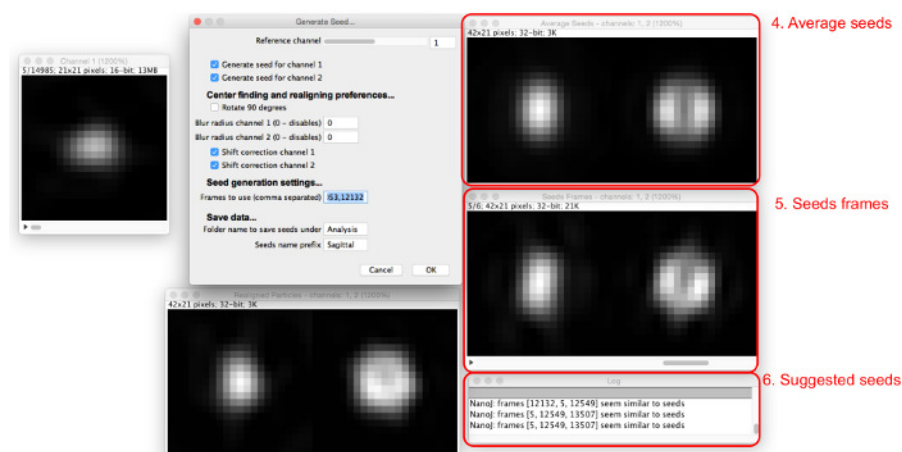 Channel 1 (1200%)
5/14985; 21x21 pixels; 16-bit; 13MB
Generate Seed...
Reference channel 1
Generate seed for channel 1
Generate seed for channel 2
Center finding and realigning preferences...
Rotate 90 degrees
Blur radius channel 1 (0 - disables) 0
Blur radius channel 2 (0 - disables) 0
Shift correction channel 1
Shift correction channel 2
Seed generation settings...
Frames to use (comma separated) 53,12132
Save data...
Folder name to save seeds under Analysis
Seeds name prefix Sagittal
Cancel OK
Realigned Particles - channels: 1, 2 (1200%)
42x21 pixels; 32-bit; 3K
Average Seeds - channels: 1, 2 (1200%)
42x21 pixels; 32-bit; 3K
4. Average seeds
Seeds Frames - channels: 1, 2 (1200%)
5/6; 42x21 pixels; 32-bit; 21K
5. Seeds frames
Log
NanoJ: frames [12132, 5, 12549] seem similar to seeds
NanoJ: frames [5, 12549, 13507] seem similar to seeds
NanoJ: frames [5, 12549, 13507] seem similar to seeds
6. Suggested seeds